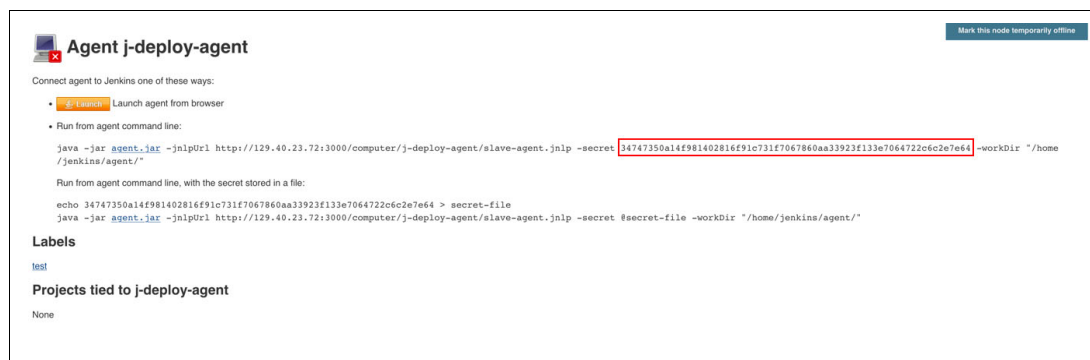 Mark this node temporarily offline
Agent j-deploy-agent
Connect agent to Jenkins one of these ways:
• Launch Launch agent from browser
• Run from agent command line:
java -jar agent.jar -jnlpUrl http://129.40.23.72:3000/computer/j-deploy-agent/slave-agent.jnlp -secret 34747350a14f981402816f91c731f7067860aa33923f133e7064722c6c2e7e64 -workDir "/home
/jenkins/agent/"
Run from agent command line, with the secret stored in a file:
echo 34747350a14f981402816f91c731f7067860aa33923f133e7064722c6c2e7e64 > secret-file
java -jar agent.jar -jnlpUrl http://129.40.23.72:3000/computer/j-deploy-agent/slave-agent.jnlp -secret @secret-file -workDir "/home/jenkins/agent/"
Labels
test
Projects tied to j-deploy-agent
None